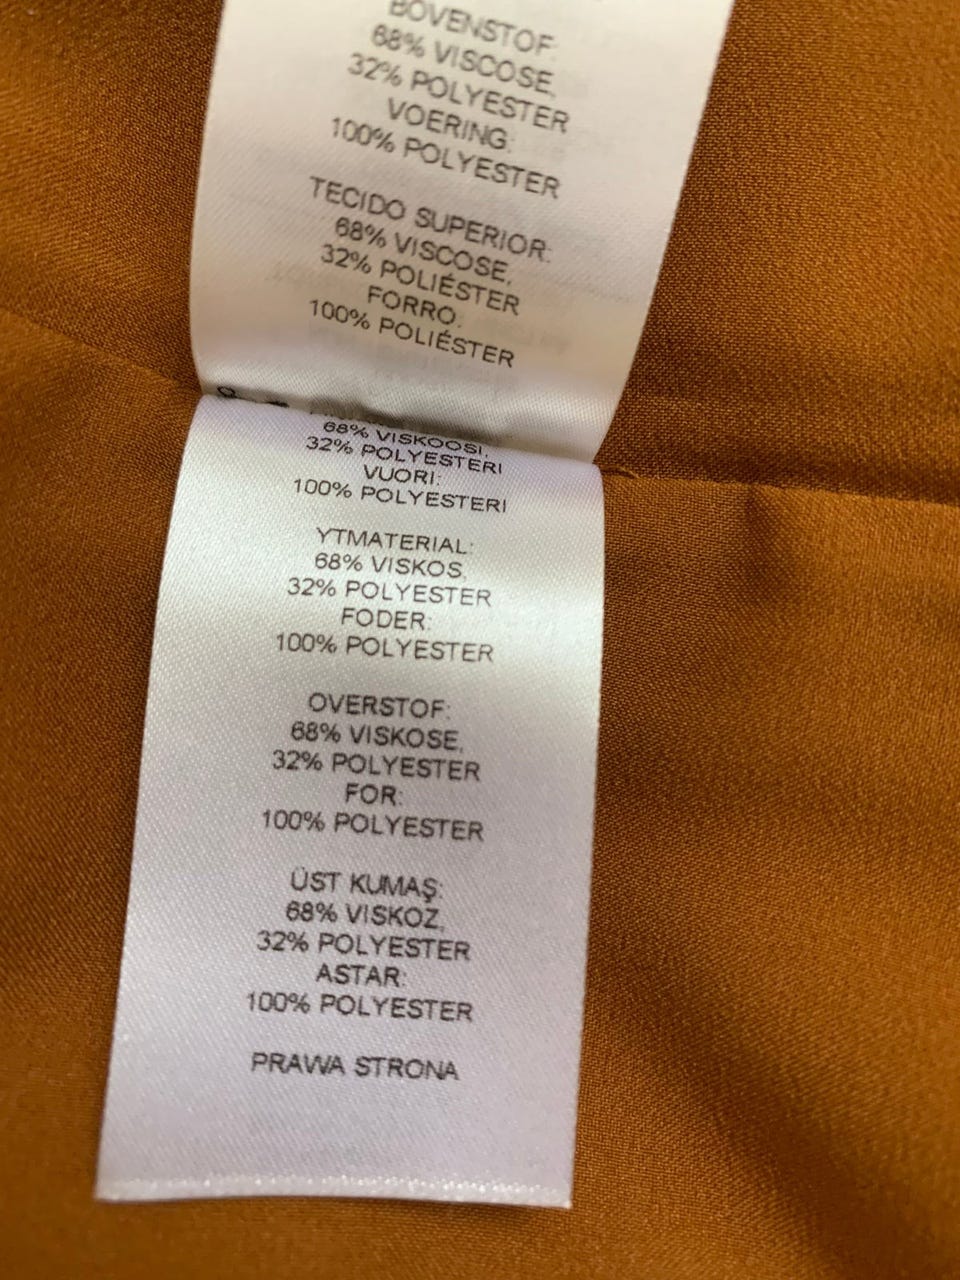 BOVENSTOF:
68% VISCOSE,
32% POLYESTER
VOERING:
100% POLYESTER
TECIDO SUPERIOR:
68% VISCOSE,
32% POLIÉSTER
FORRO:
100% POLIÉSTER
68% VISKOOSI,
32% POLYESTERI
VUORI:
100% POLYESTERI
YTMATERIAL:
68% VISKOS,
32% POLYESTER
FODER:
100% POLYESTER
OVERSTOF:
68% VISKOSE,
32% POLYESTER
FOR:
100% POLYESTER
ÜST KUMAŞ:
68% VISKOZ,
32% POLYESTER
ASTAR:
100% POLYESTER
PRAWA STRONA